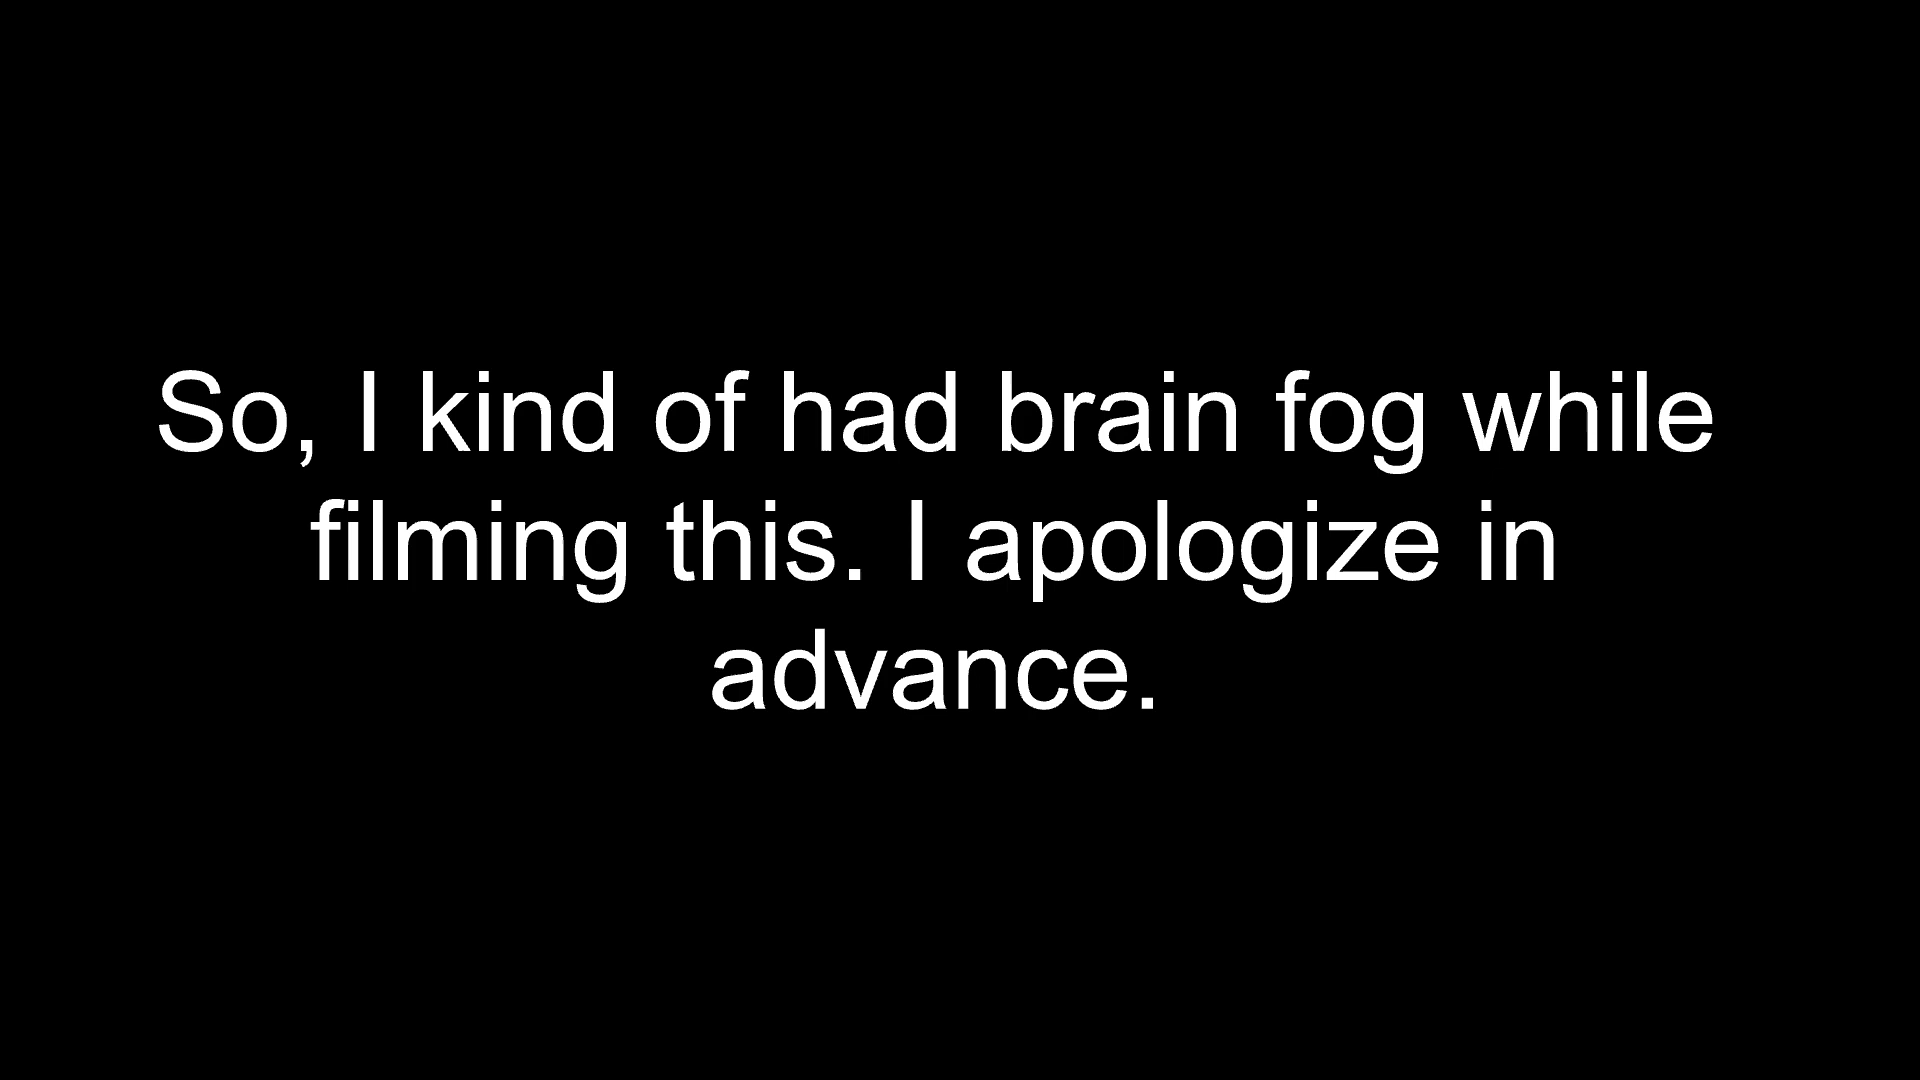 So, I kind of had brain fog while
filming this. I apologize in
advance.